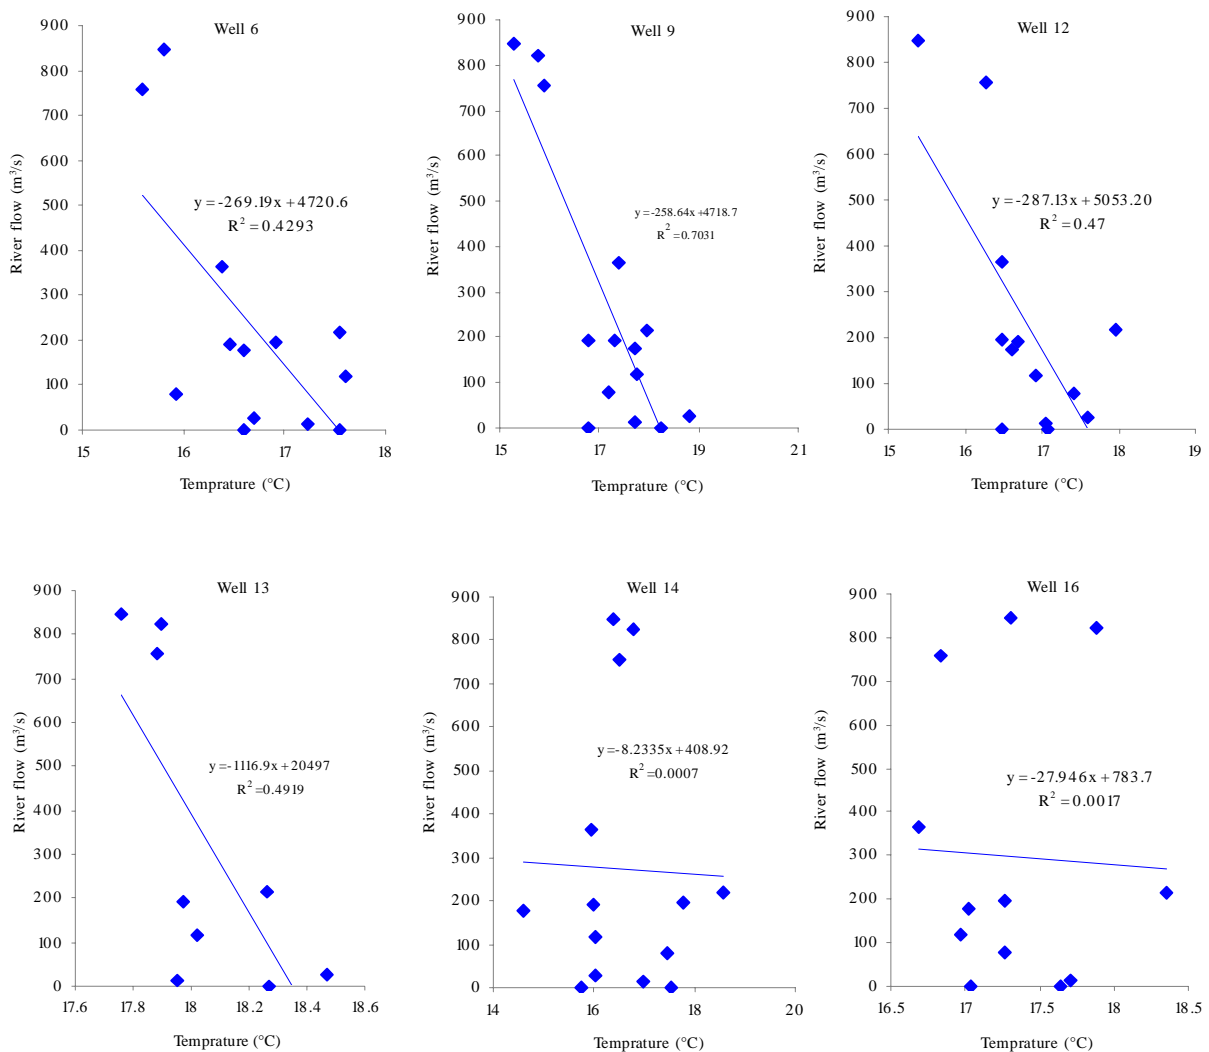 Well 6
900
800
700
600
500
400
300
200
100
0
River flow (m³/s)
y = -269.19x + 4720.6
R² = 0.4293
15 16 17 18
Temprature (°C)
Well 9
900
800
700
600
500
400
300
200
100
0
River flow (m³/s)
y = -258.64x + 4718.7
R² = 0.7031
15 17 19 21
Temprature (°C)
Well 12
900
800
700
600
500
400
300
200
100
0
River flow (m³/s)
y = -287.13x + 5053.20
R² = 0.47
15 16 17 18 19
Temprature (°C)
Well 13
900
800
700
600
500
400
300
200
100
0
River flow (m³/s)
y = -1116.9x + 20497
R² = 0.4919
17.6 17.8 18 18.2 18.4 18.6
Temprature (°C)
Well 14
900
800
700
600
500
400
300
200
100
0
River flow (m³/s)
y = -8.2335x + 408.92
R² = 0.0007
14 16 18 20
Temprature (°C)
Well 16
900
800
700
600
500
400
300
200
100
0
River flow (m³/s)
y = -27.946x + 783.7
R² = 0.0017
16.5 17 17.5 18 18.5
Temprature (°C)